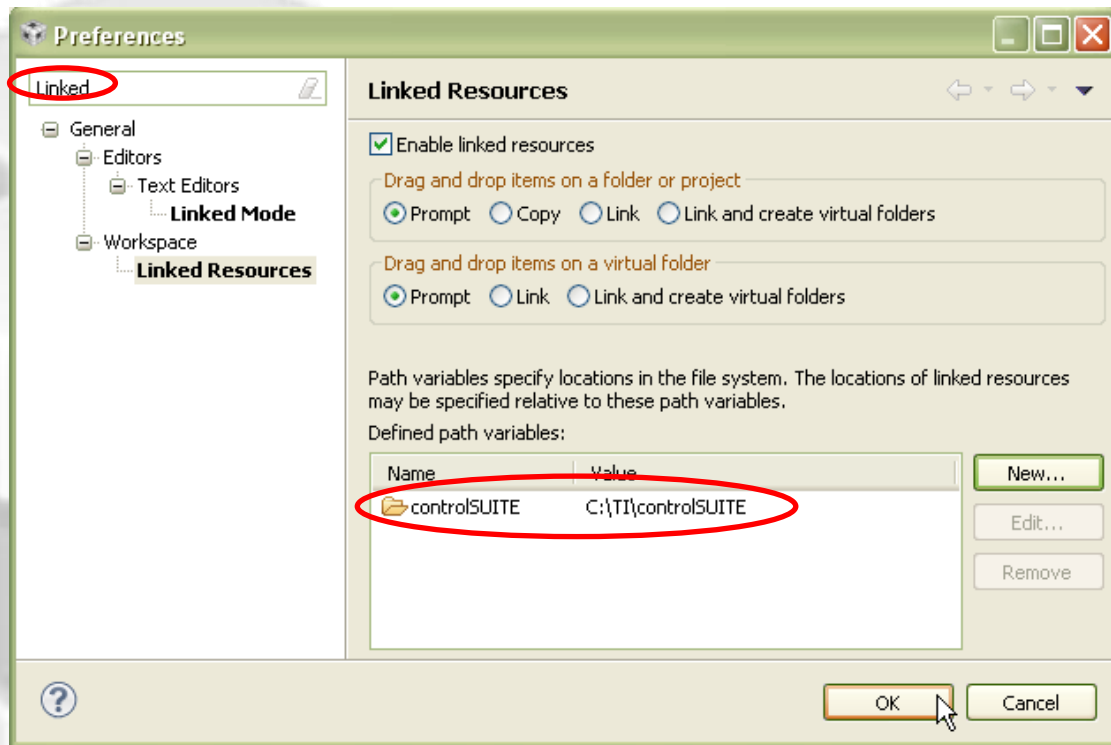 Preferences
Linked
General
Editors
Text Editors
Linked Mode
Workspace
Linked Resources
Linked Resources
Enable linked resources
Drag and drop items on a folder or project
Prompt Copy Link Link and create virtual folders
Drag and drop items on a virtual folder
Prompt Link Link and create virtual folders
Path variables specify locations in the file system. The locations of linked resources
may be specified relative to these path variables.
Defined path variables:
Name Value
controlSUITE C:\TI\controlSUITE
New...
Edit...
Remove
?
OK Cancel